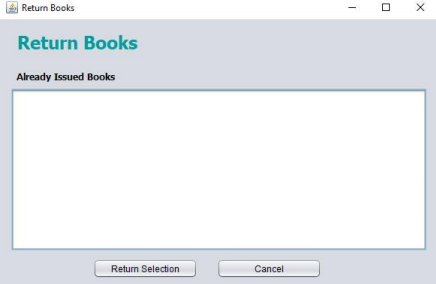 Return Books
Return Books
Already Issued Books
Return Selection Cancel